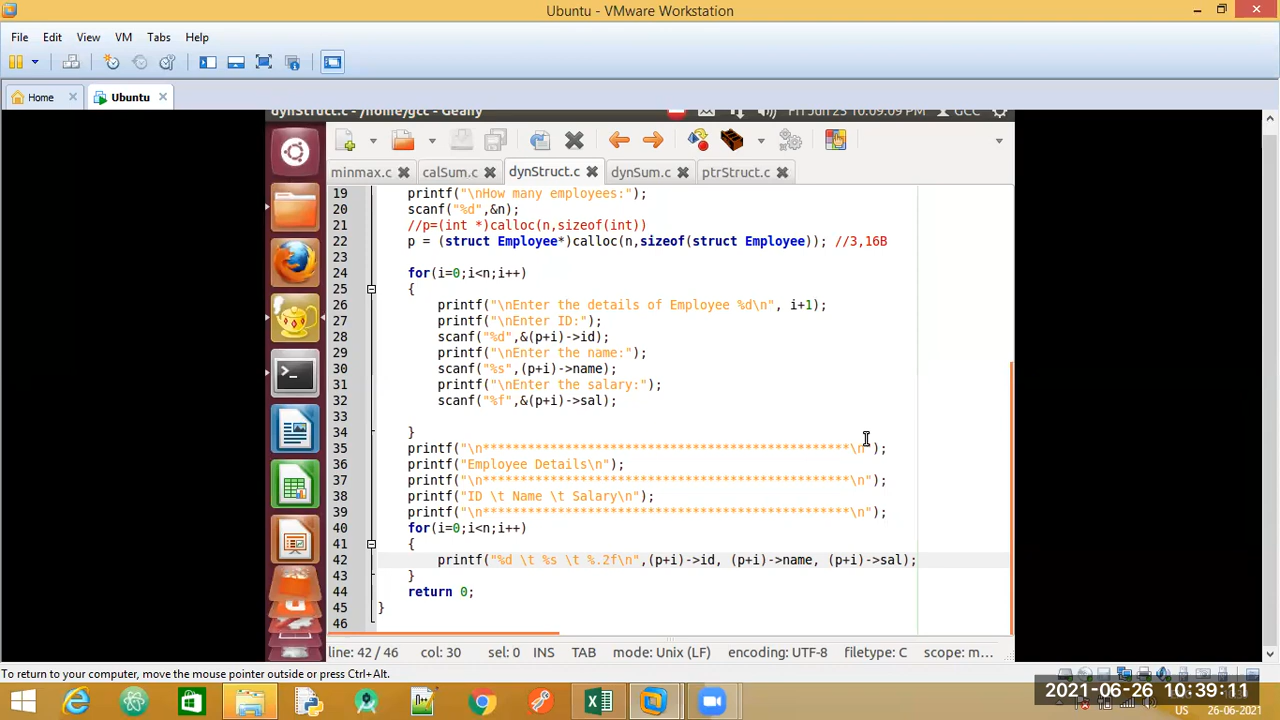 Ubuntu - VMware Workstation
File Edit View VM Tabs Help
Home Ubuntu
dynStruct.c - /home/gcc - Geany Fri Jun 25 10:09:09 PM GCC
minmax.c calSum.c dynStruct.c dynSum.c ptrStruct.c
19 printf("\nHow many employees:");
20 scanf("%d",&n);
21 //p=(int *)calloc(n,sizeof(int))
22 p = (struct Employee*)calloc(n,sizeof(struct Employee)); //3,16B
23
24 for(i=0;i<n;i++)
25 {
26 printf("\nEnter the details of Employee %d\n", i+1);
27 printf("\nEnter ID:");
28 scanf("%d",&(p+i)->id);
29 printf("\nEnter the name:");
30 scanf("%s",(p+i)->name);
31 printf("\nEnter the salary:");
32 scanf("%f",&(p+i)->sal);
33
34 }
35 printf("\n*************************************************\n");
36 printf("Employee Details\n");
37 printf("\n*************************************************\n");
38 printf("ID \t Name \t Salary\n");
39 printf("\n*************************************************\n");
40 for(i=0;i<n;i++)
41 {
42 printf("%d \t %s \t %.2f\n",(p+i)->id, (p+i)->name, (p+i)->sal);
43 }
44 return 0;
45 }
46
line: 42 / 46 col: 30 sel: 0 INS TAB mode: Unix (LF) encoding: UTF-8 filetype: C scope: m...
To return to your computer, move the mouse pointer outside or press Ctrl+Alt.
2021-06-26 10:39:11
US 26-06-2021